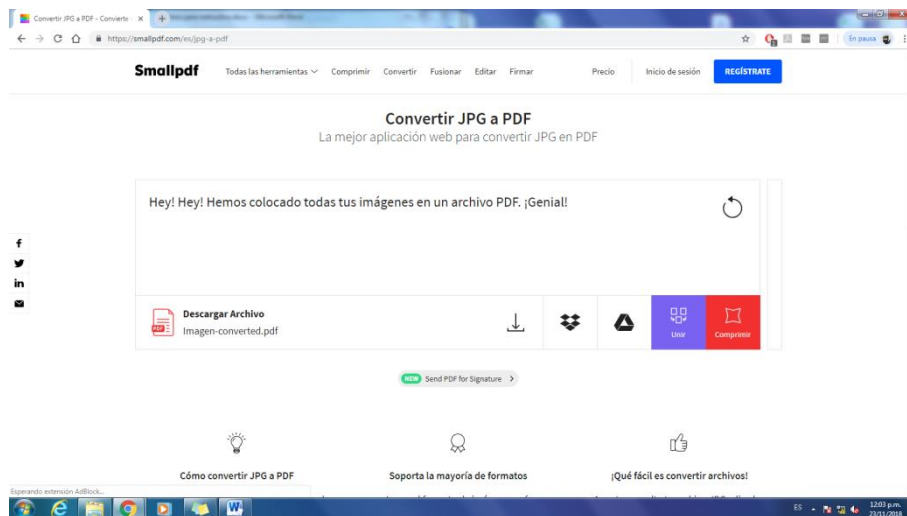 Convertir JPG a PDF - Convierte
https://smallpdf.com/es/jpg-a-pdf
En pausa
Smallpdf
Todas las herramientas Comprimir Convertir Fusionar Editar Firmar Precio Inicio de sesión REGÍSTRATE
Convertir JPG a PDF
La mejor aplicación web para convertir JPG en PDF
Hey! Hey! Hemos colocado todas tus imágenes en un archivo PDF. ¡Genial!
Descargar Archivo
Imagen-converted.pdf
PDF
Unir
Comprimir
NEW Send PDF for Signature
Cómo convertir JPG a PDF
Soporta la mayoría de formatos
¡Qué fácil es convertir archivos!
Esperando extensión AdBlock...
ES
12:03 p.m.
23/11/2018